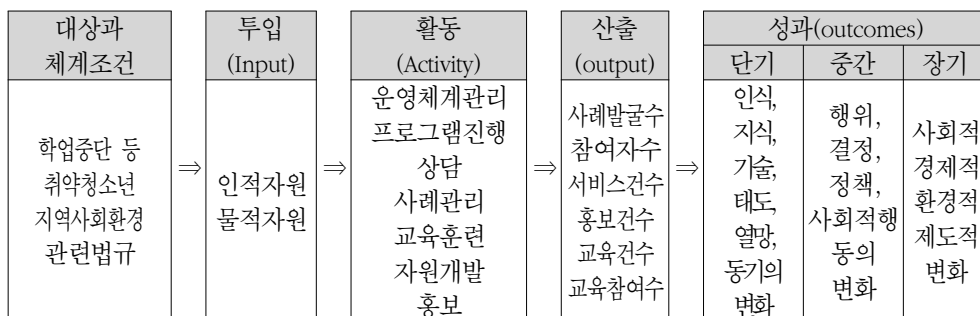 대상과
체계조건
학업중단 등
취약청소년
지역사회환경
관련법규
⇒
투입
(Input)
인적자원
물적자원
⇒
활동
(Activity)
운영체계관리
프로그램진행
상담
사례관리
교육훈련
자원개발
홍보
⇒
산출
(output)
사례발굴수
참여자수
서비스건수
홍보건수
교육건수
교육참여수
⇒
성과(outcomes)
단기
인식,
지식,
기술,
태도,
열망,
동기의
변화
중간
행위,
결정,
정책,
사회적행
동의
변화
장기
사회적
경제적
환경적
제도적
변화